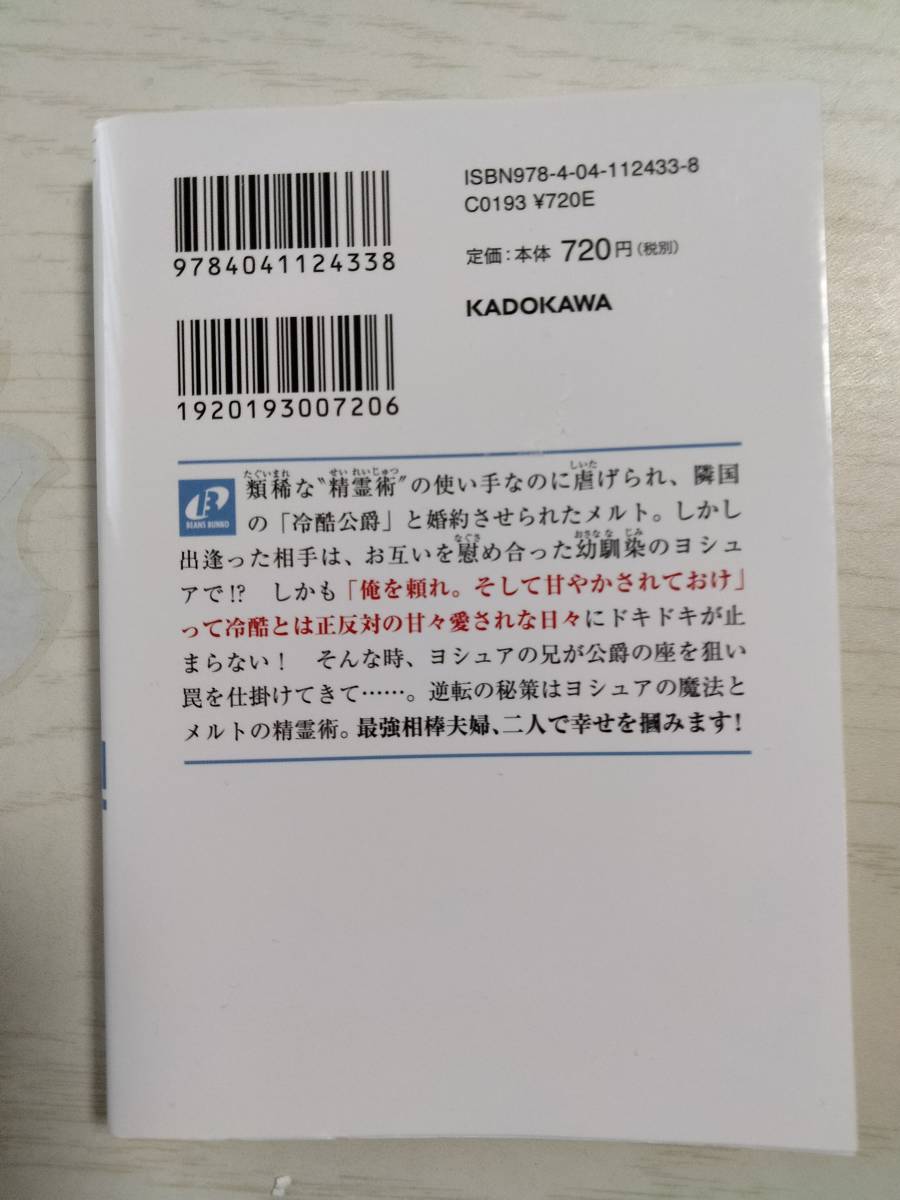 ISBN978-4-04-112433-8
C0193 ¥720E
定価:本体 720円(税別)
KADOKAWA
9784041124338
1920193007206
BEANS BUNKO
類稀な〝精霊術〟の使い手なのに虐げられ、隣国
の「冷酷公爵」と婚約させられたメルト。しかし
出逢った相手は、お互いを慰め合った幼馴染のヨシュ
アで!? しかも「俺を頼れ。そして甘やかされておけ」
って冷酷とは正反対の甘々愛されな日々にドキドキが止
まらない! そんな時、ヨシュアの兄が公爵の座を狙い
罠を仕掛けてきて……。逆転の秘策はヨシュアの魔法と
メルトの精霊術。最強相棒夫婦、二人で幸せを掴みます!